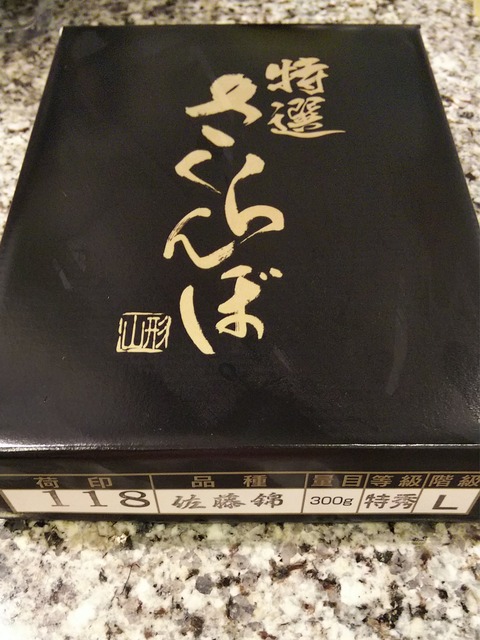 特選
さくらんぼ
山形
荷印 品種 量目 等級 階級
118 佐藤錦 300g 特秀 L